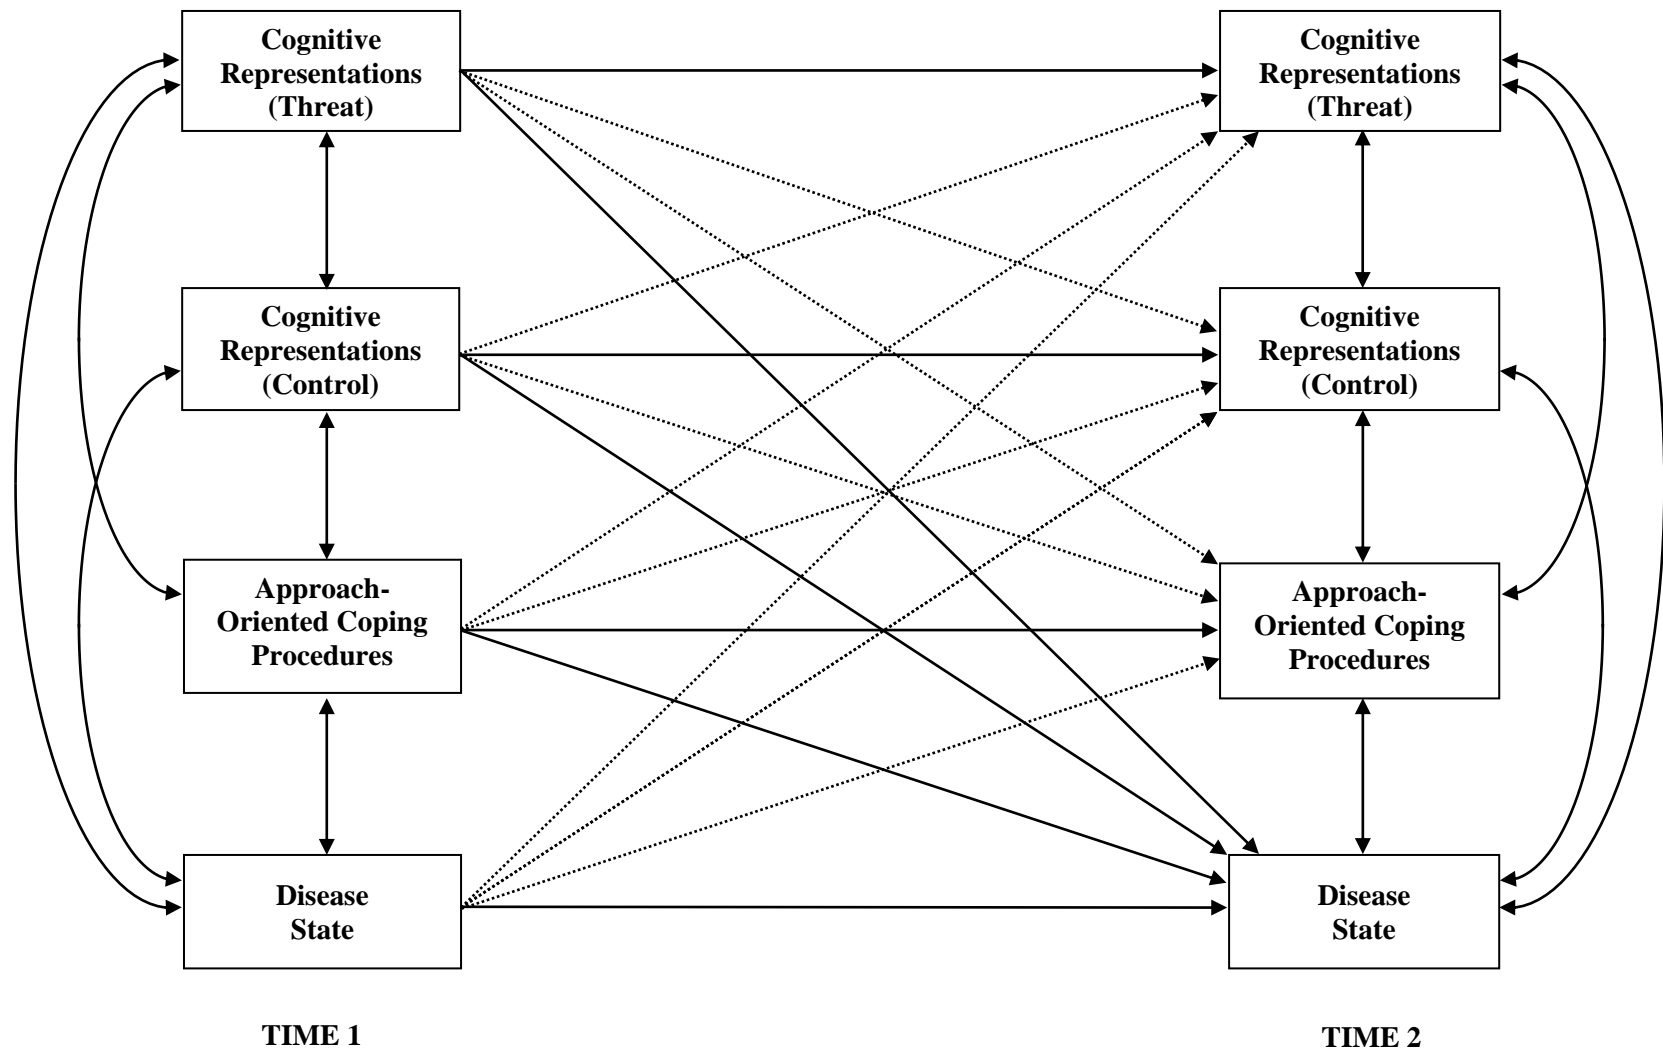 Cognitive
Representations
(Threat)
Cognitive
Representations
(Threat)
Cognitive
Representations
(Control)
Cognitive
Representations
(Control)
Approach-
Oriented Coping
Procedures
Approach-
Oriented Coping
Procedures
Disease
State
Disease
State
TIME 1
TIME 2